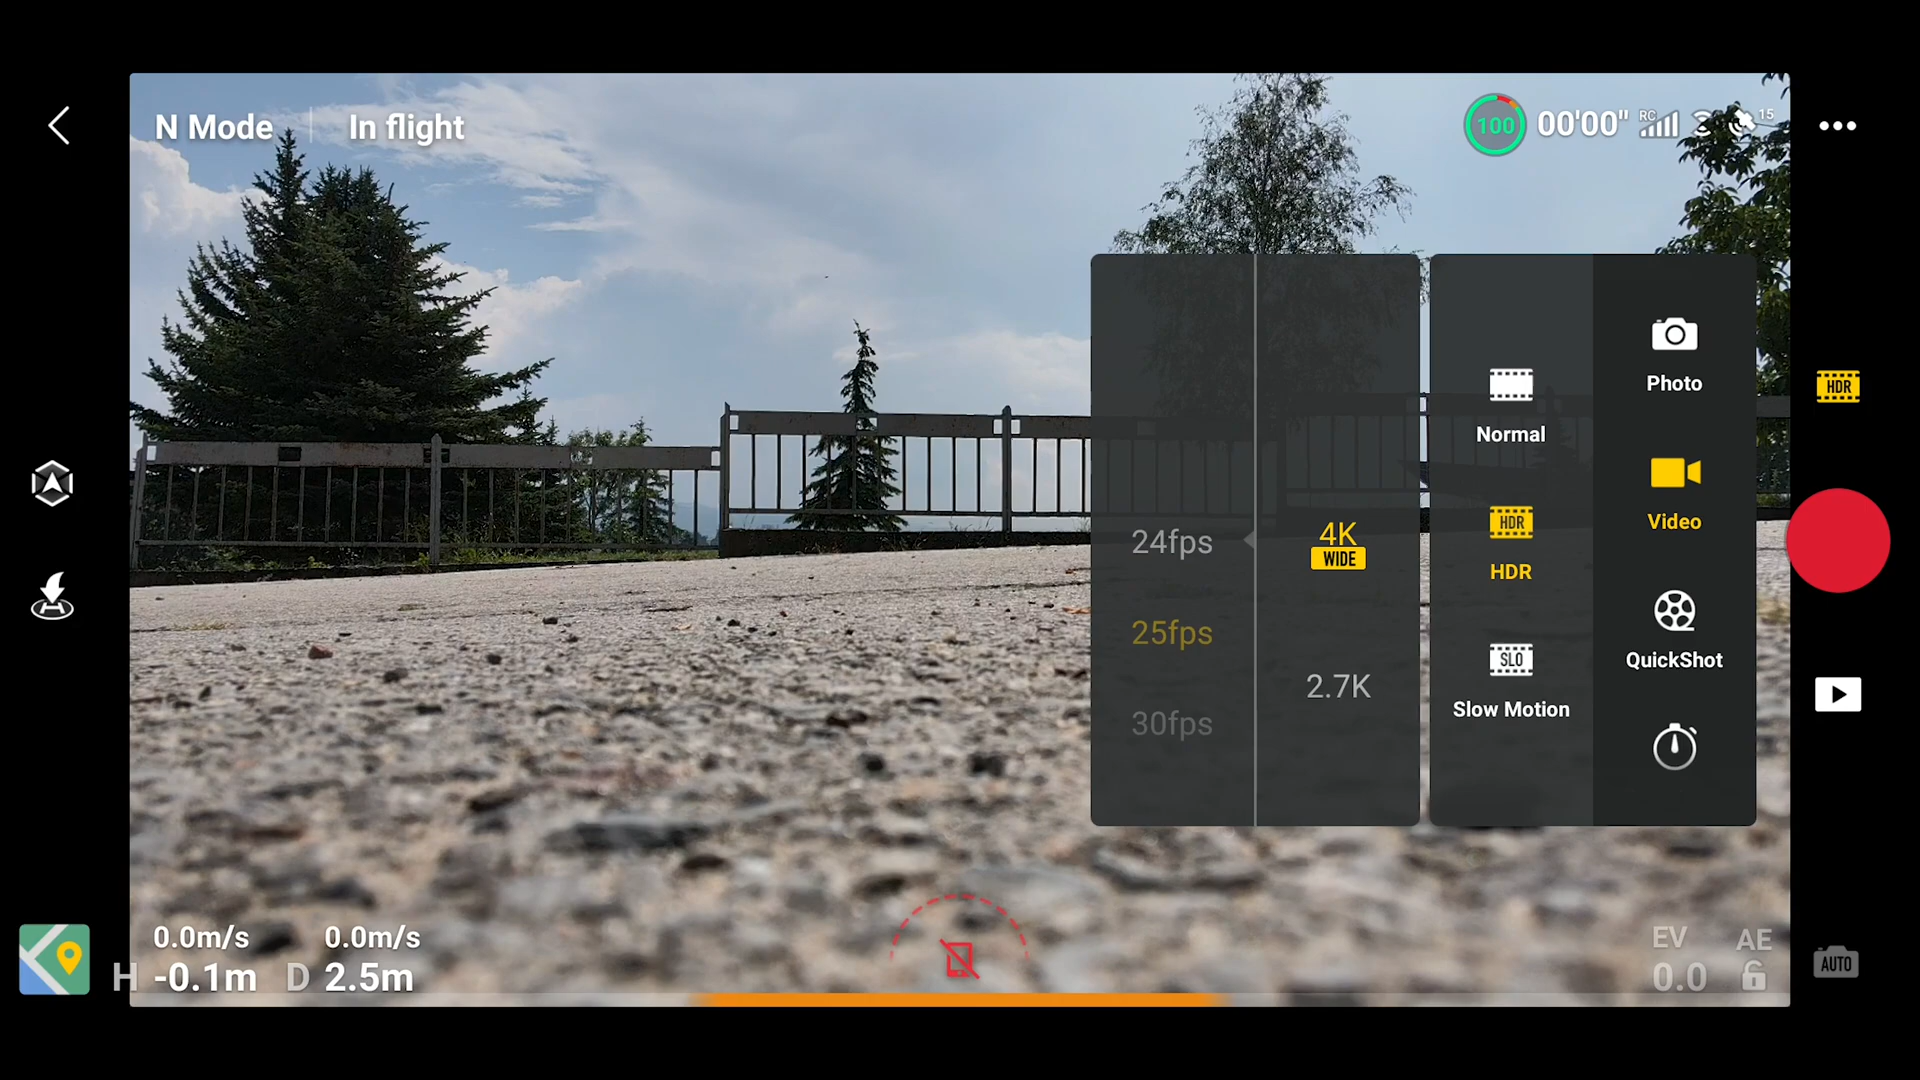 N Mode
In flight
100
00'00"
RC
15
24fps
25fps
30fps
4K
WIDE
2.7K
Normal
HDR
HDR
SLO
Slow Motion
Photo
Video
QuickShot
HDR
0.0m/s
0.0m/s
H -0.1m
D 2.5m
EV
0.0
AE
AUTO